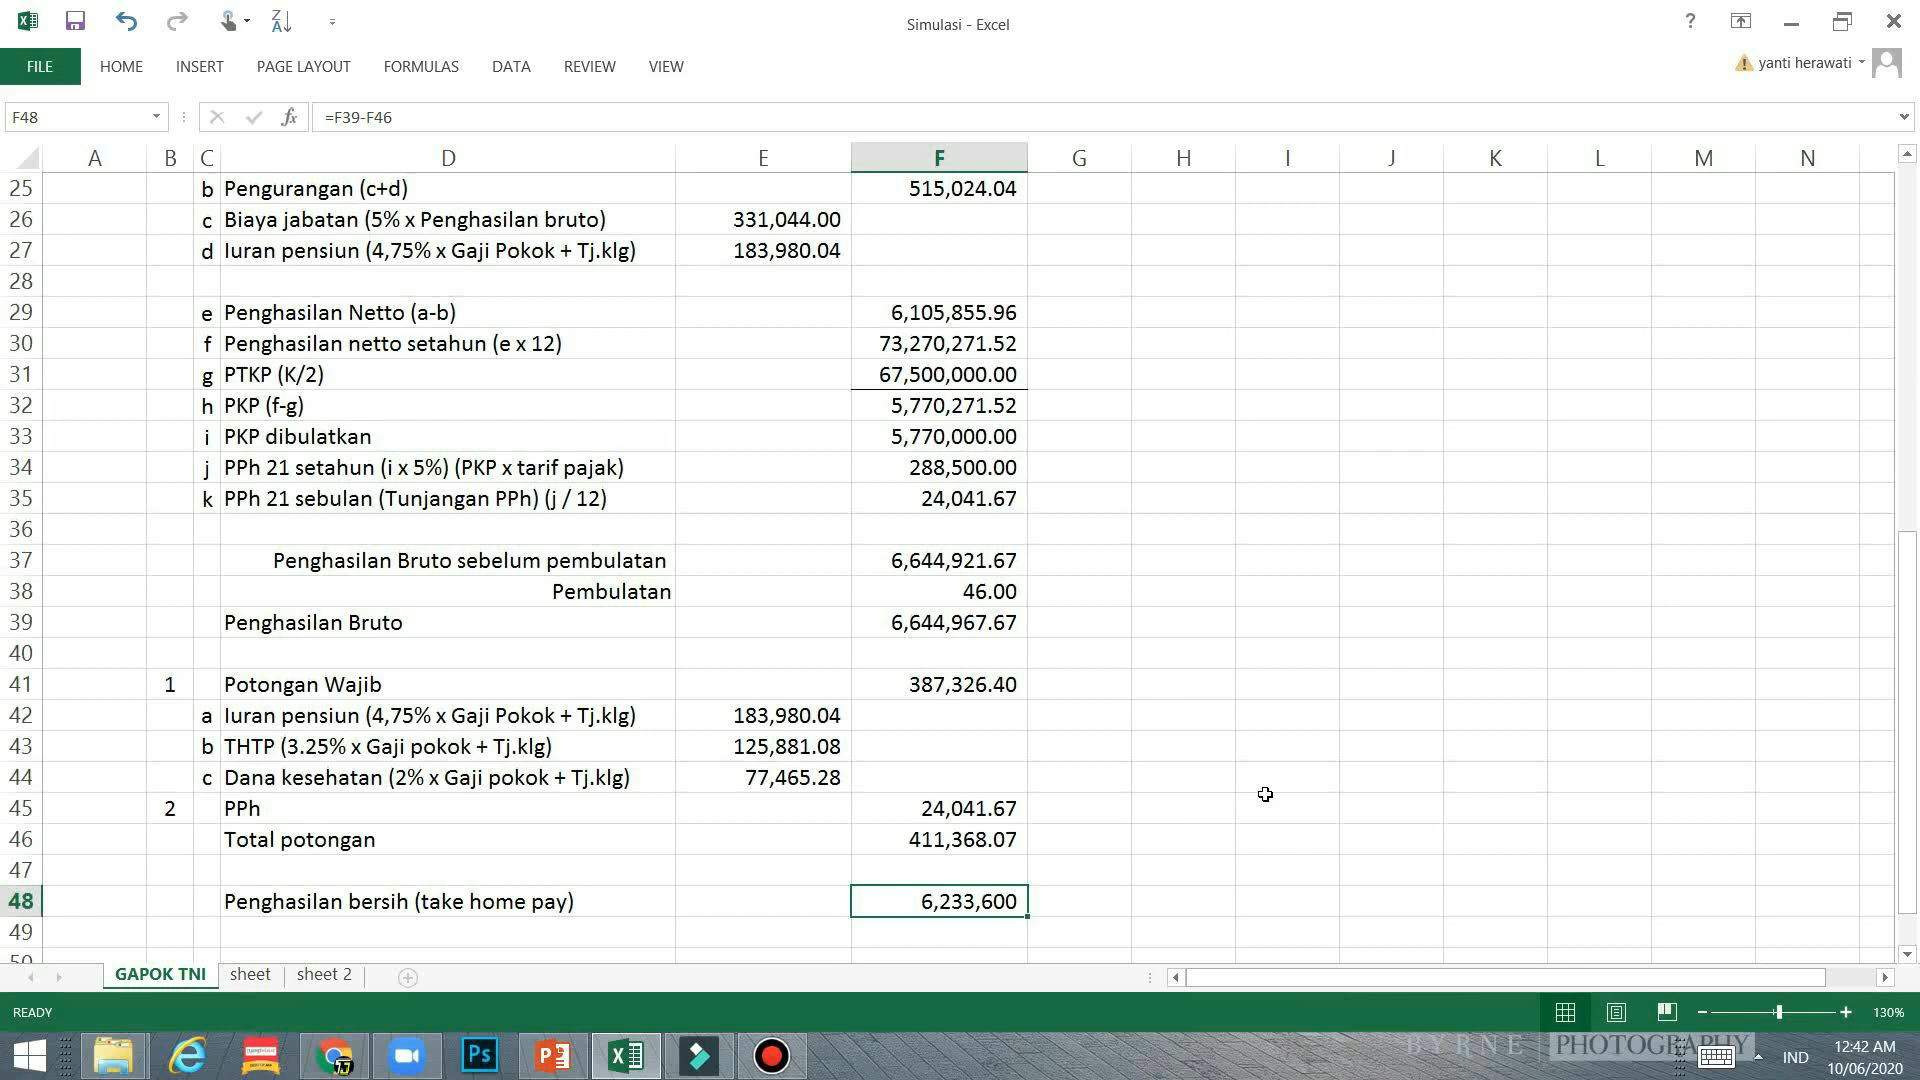 Simulasi - Excel
FILE HOME INSERT PAGE LAYOUT FORMULAS DATA REVIEW VIEW yanti herawati
F48 fx =F39-F46
A B C D E F G H I J K L M N
25 b Pengurangan (c+d) 515,024.04
26 c Biaya jabatan (5% x Penghasilan bruto) 331,044.00
27 d Iuran pensiun (4,75% x Gaji Pokok + Tj.klg) 183,980.04
28
29 e Penghasilan Netto (a-b) 6,105,855.96
30 f Penghasilan netto setahun (e x 12) 73,270,271.52
31 g PTKP (K/2) 67,500,000.00
32 h PKP (f-g) 5,770,271.52
33 i PKP dibulatkan 5,770,000.00
34 j PPh 21 setahun (i x 5%) (PKP x tarif pajak) 288,500.00
35 k PPh 21 sebulan (Tunjangan PPh) (j / 12) 24,041.67
36
37 Penghasilan Bruto sebelum pembulatan 6,644,921.67
38 Pembulatan 46.00
39 Penghasilan Bruto 6,644,967.67
40
41 1 Potongan Wajib 387,326.40
42 a Iuran pensiun (4,75% x Gaji Pokok + Tj.klg) 183,980.04
43 b THTP (3.25% x Gaji pokok + Tj.klg) 125,881.08
44 c Dana kesehatan (2% x Gaji pokok + Tj.klg) 77,465.28
45 2 PPh 24,041.67
46 Total potongan 411,368.07
47
48 Penghasilan bersih (take home pay) 6,233,600
49
50
GAPOK TNI sheet sheet 2
READY 130%
BYRNE PHOTOGRAPHY IND 12:42 AM
10/06/2020